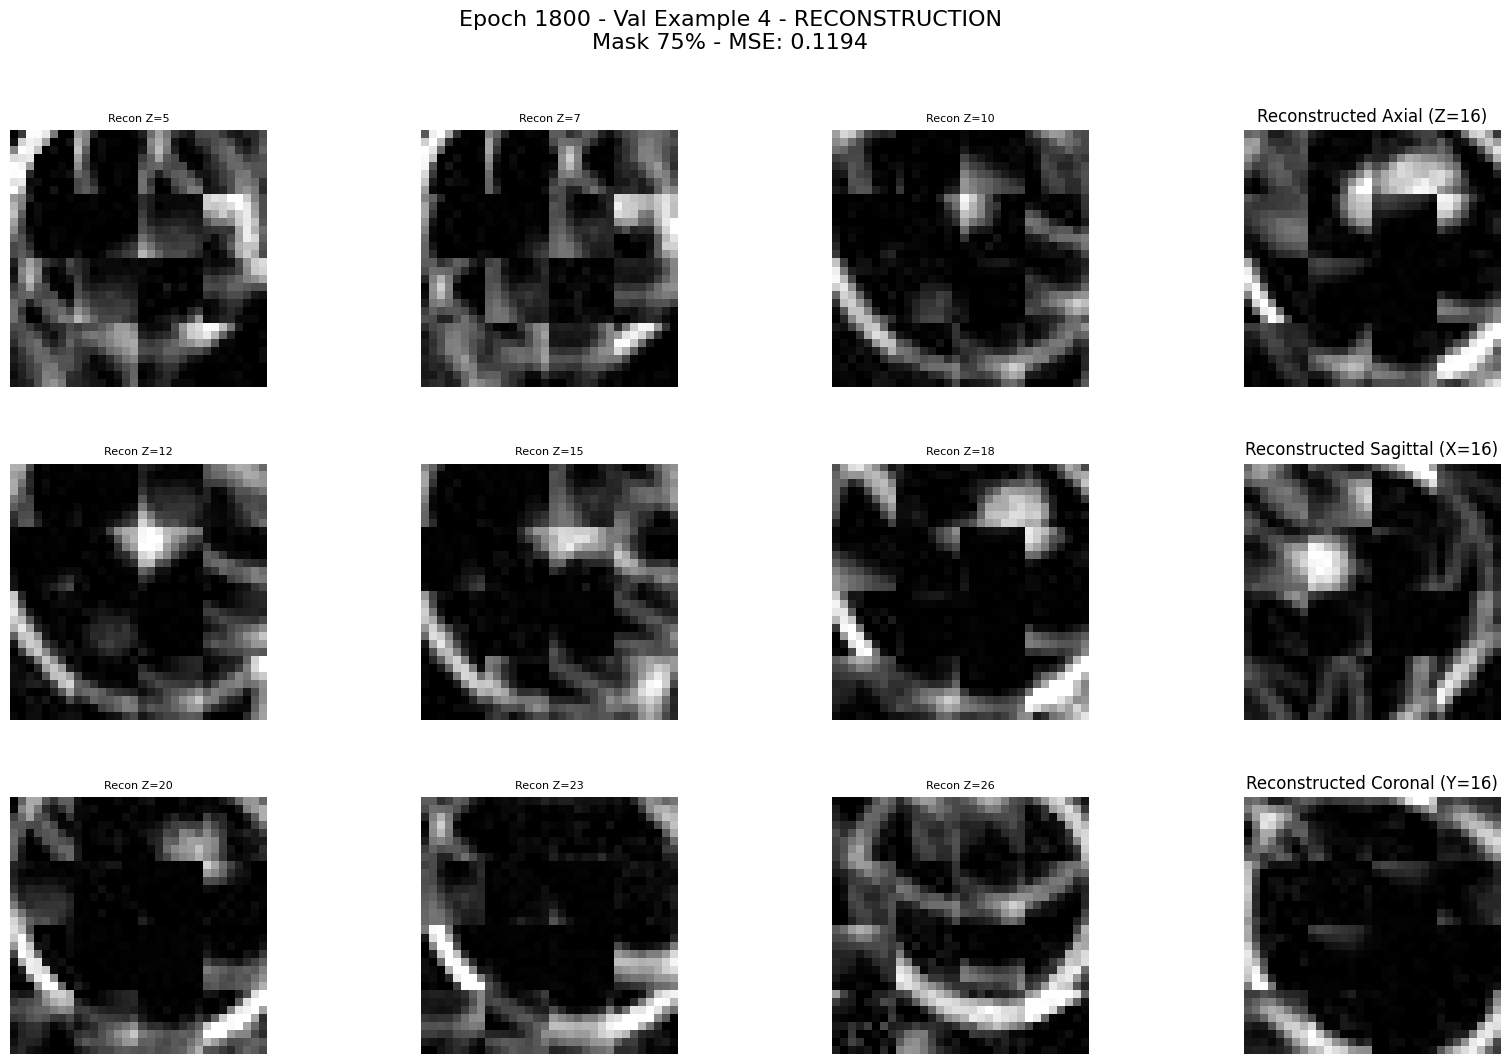 Epoch 1800 - Val Example 4 - RECONSTRUCTION
Mask 75% - MSE: 0.1194
Recon Z=5
Recon Z=7
Recon Z=10
Reconstructed Axial (Z=16)
Recon Z=12
Recon Z=15
Recon Z=18
Reconstructed Sagittal (X=16)
Recon Z=20
Recon Z=23
Recon Z=26
Reconstructed Coronal (Y=16)